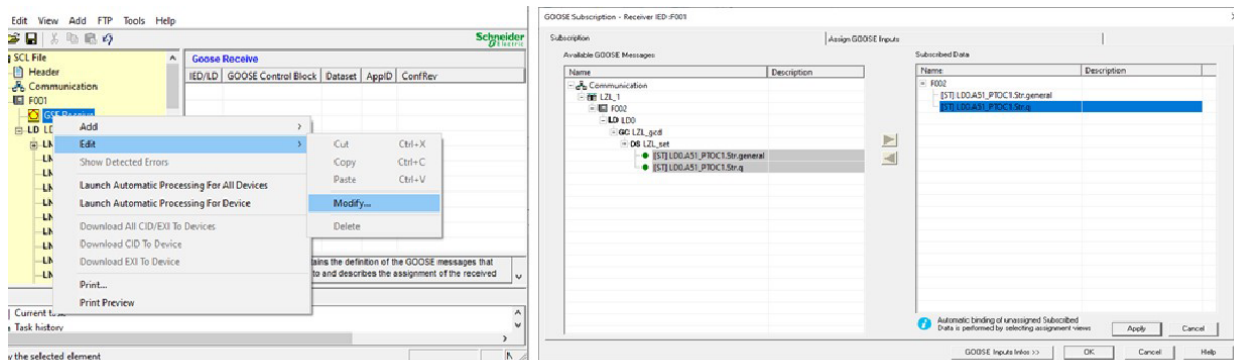 Edit View Add FTP Tools Help
Schneider
Electric
SCL File
Header
Communication
F001
GSE Receive
LD
Goose Receive
IED/LD GOOSE Control Block Dataset AppID ConfRev
Add
Edit
Show Detected Errors
Launch Automatic Processing For All Devices
Launch Automatic Processing For Device
Download All CID/EXI To Devices
Download CID To Device
Download EXI To Device
Print...
Print Preview
Cut Ctrl+X
Copy Ctrl+C
Paste Ctrl+V
Modify...
Delete
tains the definition of the GOOSE messages that
to and describes the assignment of the received
Current
Task history
the selected element
GOOSE Subscription - Receiver IED :F001
Subscription
Assign GOOSE Inputs
Available GOOSE Messages:
Name Description
Communication
LZL_1
F002
LD LD0
GC LZL_gcd
DS LZL_set
[ST] LD0.A51_PTOC1.Str.general
[ST] LD0.A51_PTOC1.Str.q
Subscribed Data
Name Description
F002
[ST] LD0.A51_PTOC1.Str.general
[ST] LD0.A51_PTOC1.Str.q
Automatic binding of unassigned Subscribed
Data is performed by selecting assignment views
Apply Cancel
GOOSE Inputs Infos >> OK Cancel Help